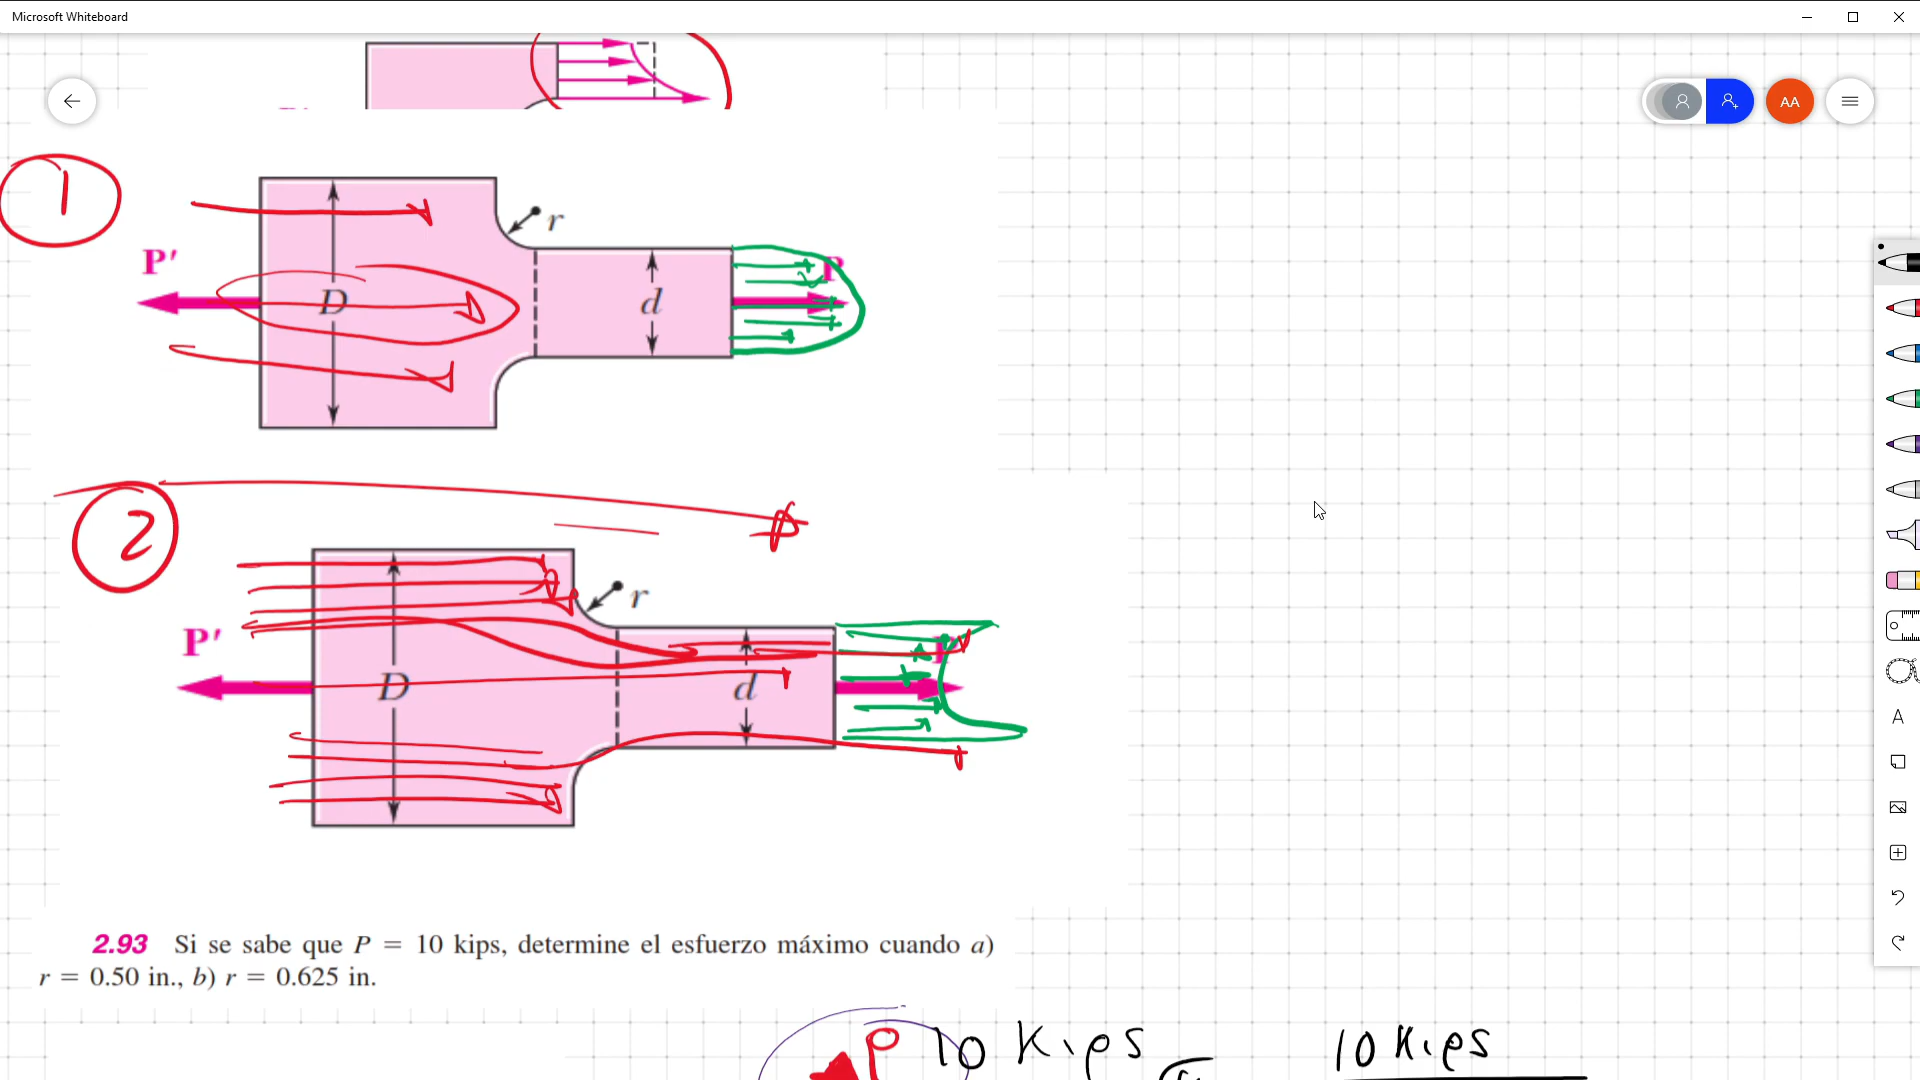 Microsoft Whiteboard
AA
1
r
P′
P
D
d
2
r
P′
D
d
A
2.93 Si se sabe que P = 10 kips, determine el esfuerzo máximo cuando a)
r = 0.50 in., b) r = 0.625 in.
P 10 Kips
10 Kips